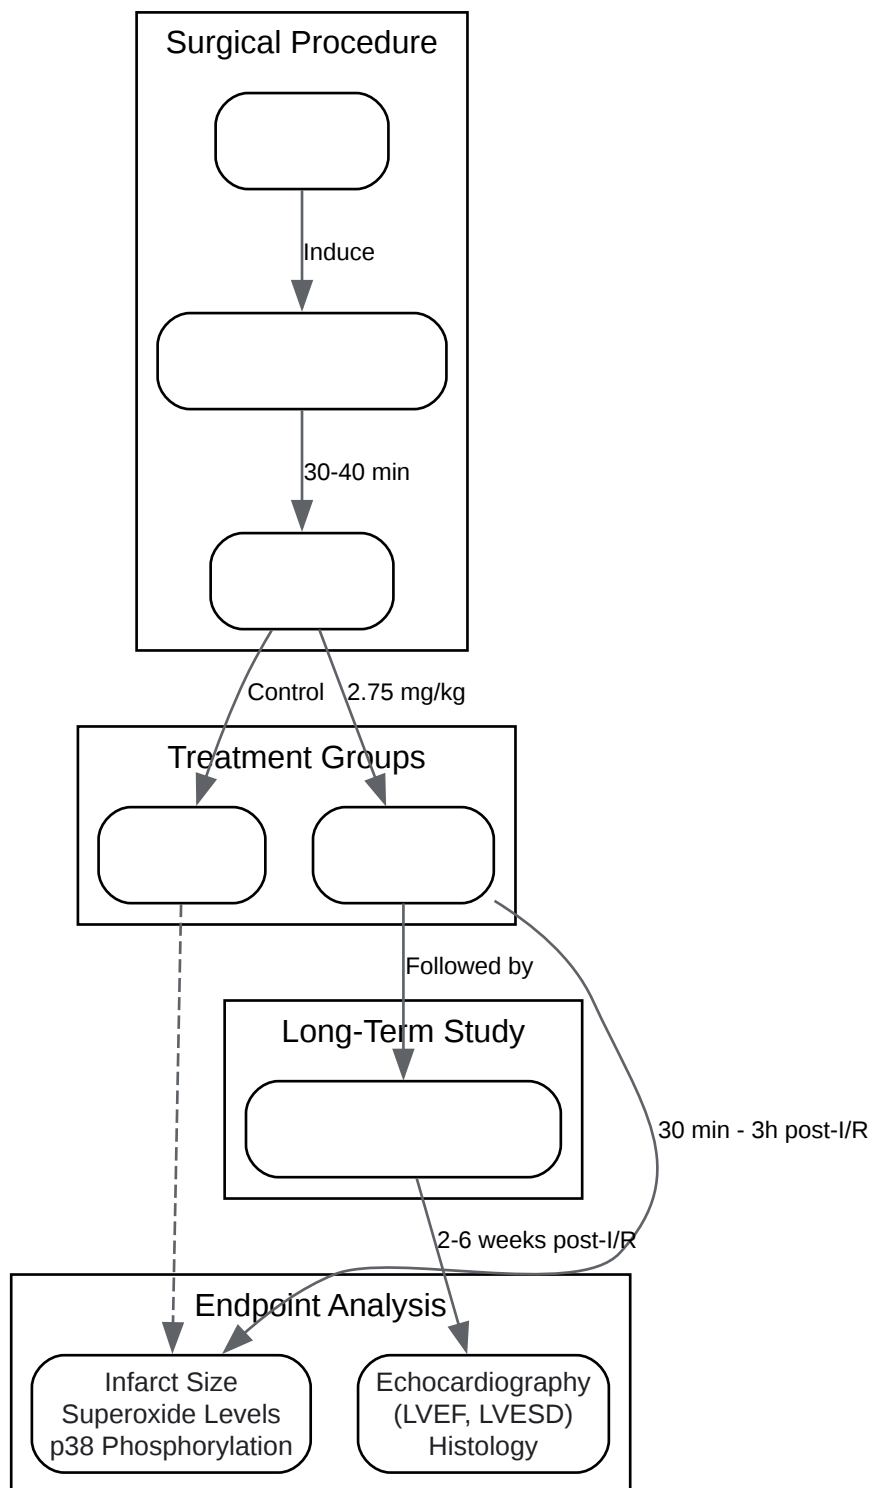 Surgical Procedure
Induce
30-40 min
Control
2.75 mg/kg
Treatment Groups
Followed by
Long-Term Study
30 min - 3h post-I/R
2-6 weeks post-I/R
Endpoint Analysis
Infarct Size
Superoxide Levels
p38 Phosphorylation
Echocardiography
(LVEF, LVESD)
Histology